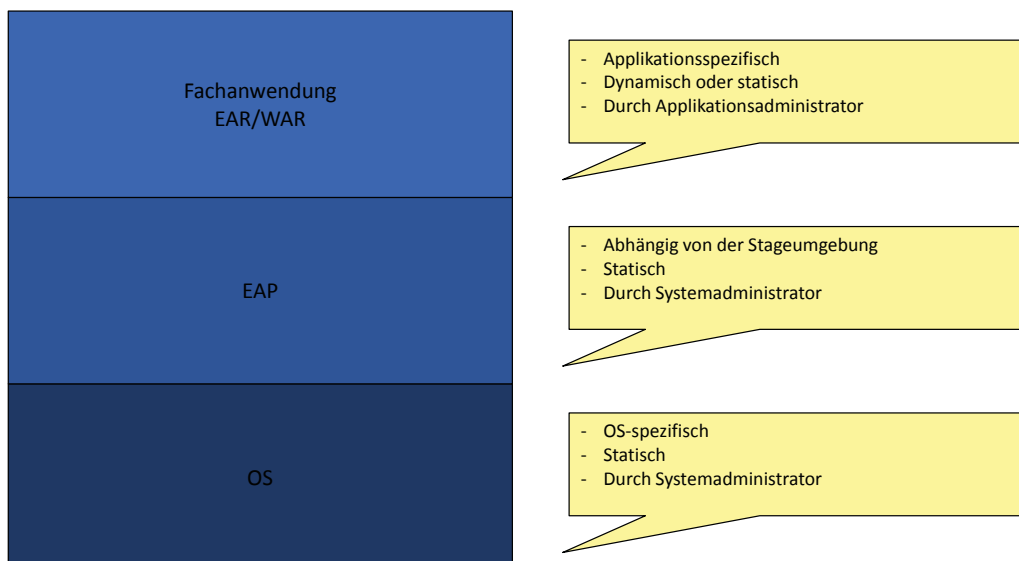 Fachanwendung
EAR/WAR
- Applikationsspezifisch
- Dynamisch oder statisch
- Durch Applikationsadministrator
EAP
- Abhängig von der Stageumgebung
- Statisch
- Durch Systemadministrator
OS
- OS-spezifisch
- Statisch
- Durch Systemadministrator